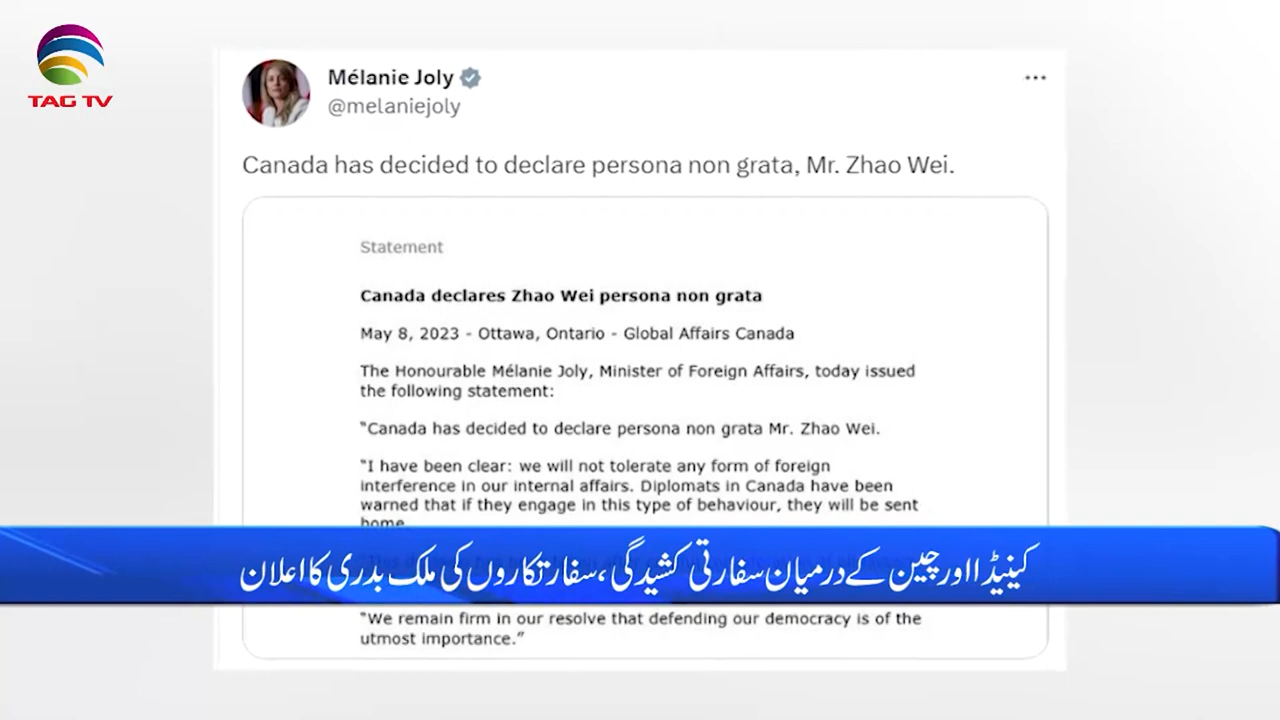 TAG TV
Mélanie Joly
@melaniejoly
Canada has decided to declare persona non grata, Mr. Zhao Wei.
Statement
Canada declares Zhao Wei persona non grata
May 8, 2023 - Ottawa, Ontario - Global Affairs Canada
The Honourable Mélanie Joly, Minister of Foreign Affairs, today issued
the following statement:
“Canada has decided to declare persona non grata Mr. Zhao Wei.
“I have been clear: we will not tolerate any form of foreign
interference in our internal affairs. Diplomats in Canada have been
warned that if they engage in this type of behaviour, they will be sent
home.
کینیڈا اور چین کے درمیان سفارتی کشیدگی، سفارتکاروں کی ملک بدری کا اعلان
“We remain firm in our resolve that defending our democracy is of the
utmost importance.”